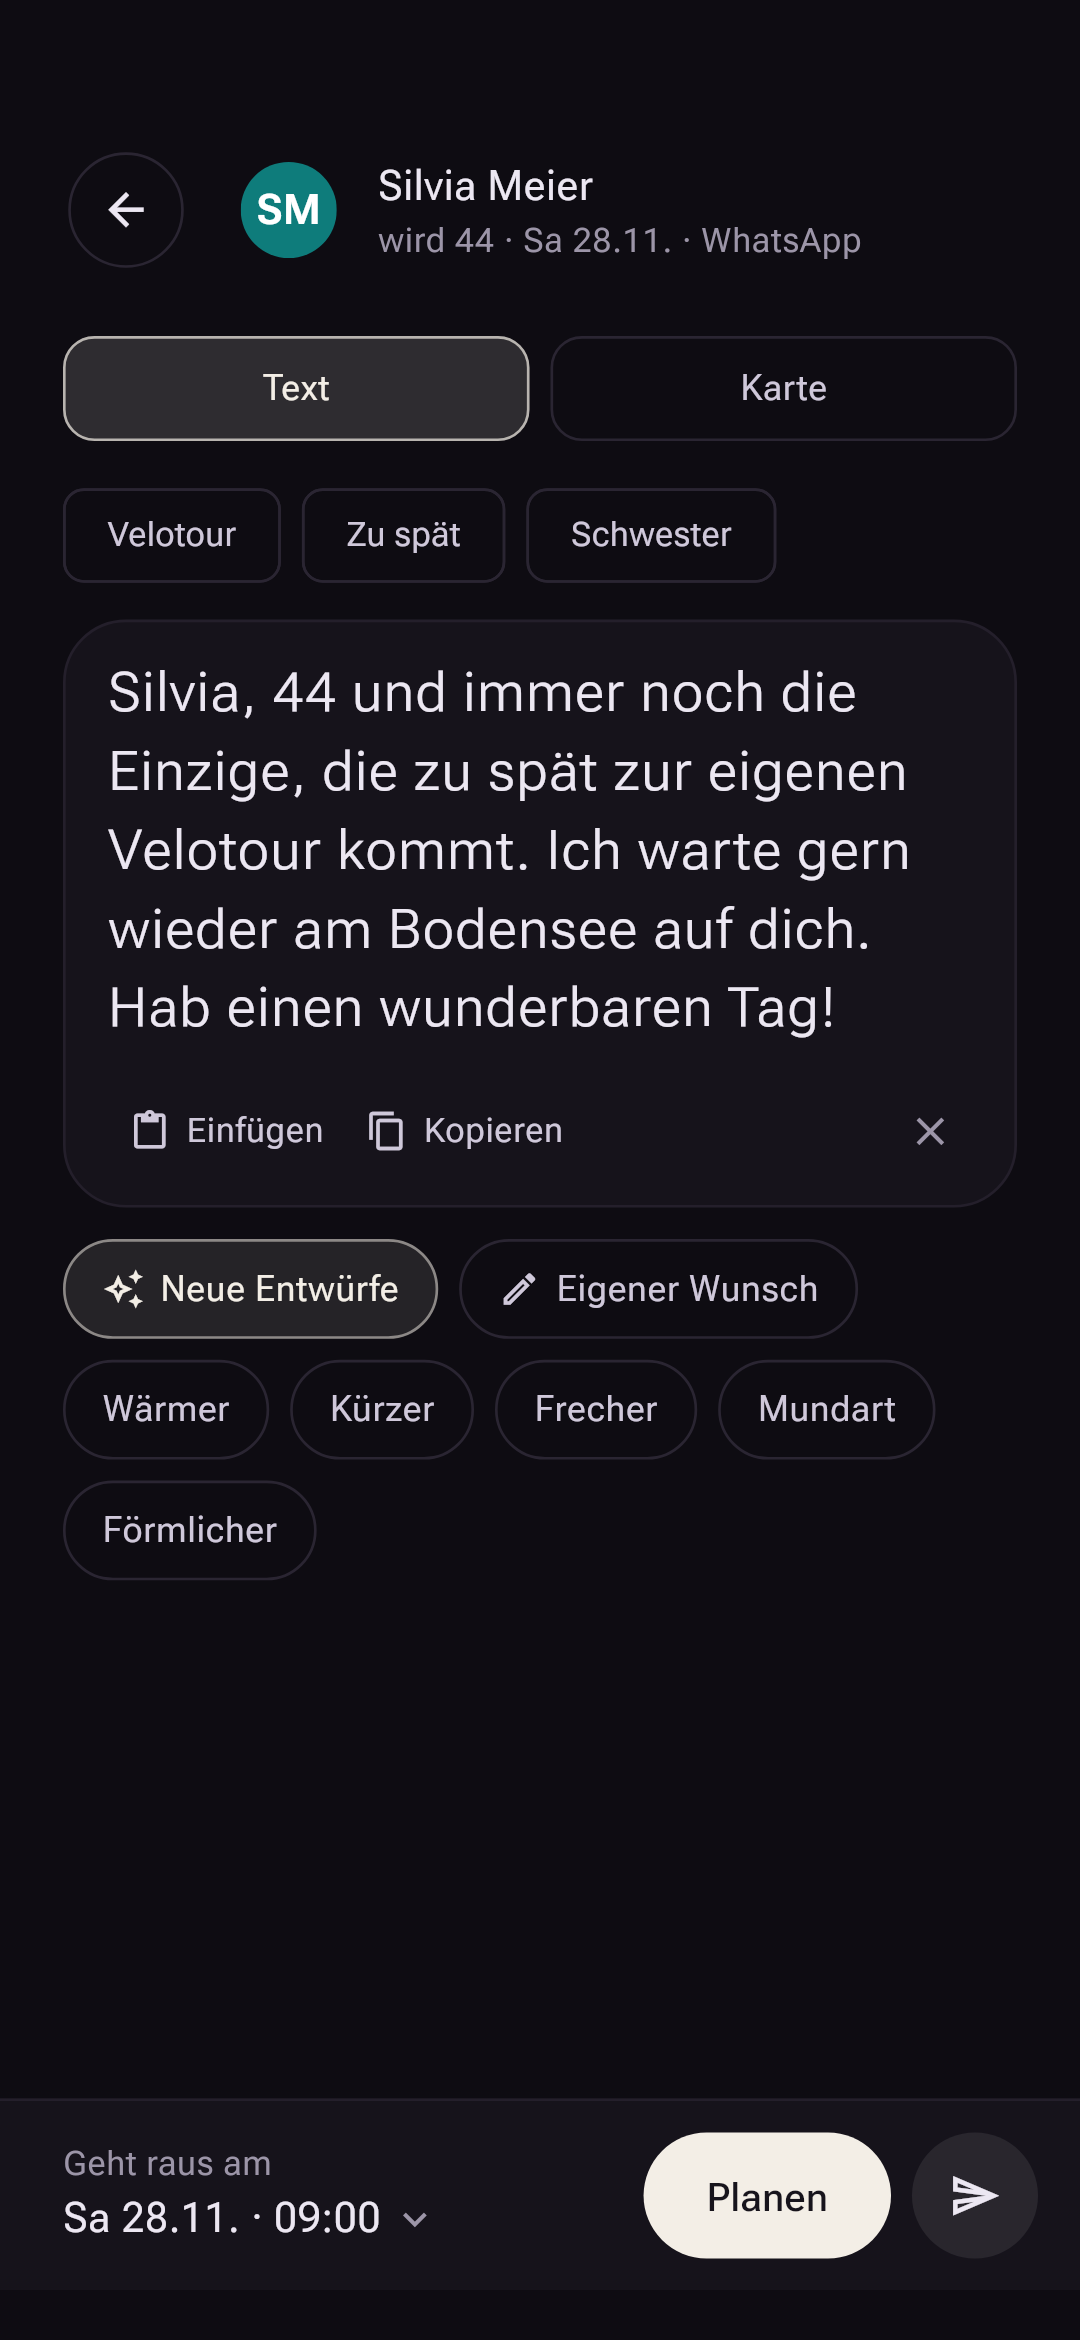 SM
Silvia Meier
wird 44 · Sa 28.11. · WhatsApp
Text
Karte
Velotour
Zu spät
Schwester
Silvia, 44 und immer noch die
Einzige, die zu spät zur eigenen
Velotour kommt. Ich warte gern
wieder am Bodensee auf dich.
Hab einen wunderbaren Tag!
Einfügen
Kopieren
Neue Entwürfe
Eigener Wunsch
Wärmer
Kürzer
Frecher
Mundart
Förmlicher
Geht raus am
Sa 28.11. · 09:00
Planen